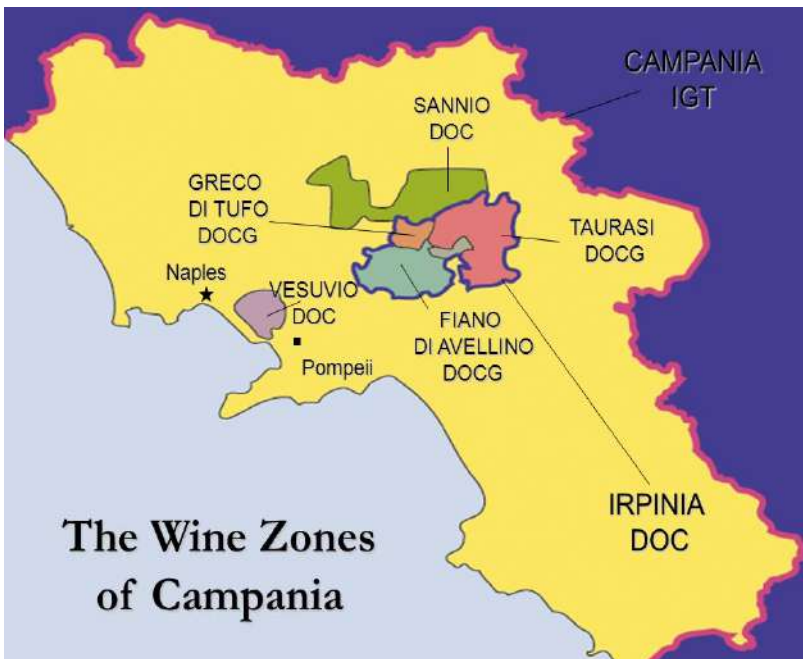 CAMPANIA
IGT
SANNIO
DOC
GRECO
DI TUFO
DOCG
TAURASI
DOCG
Naples
VESUVIO
DOC
FIANO
DI AVELLINO
DOCG
Pompeii
IRPINIA
DOC
The Wine Zones
of Campania